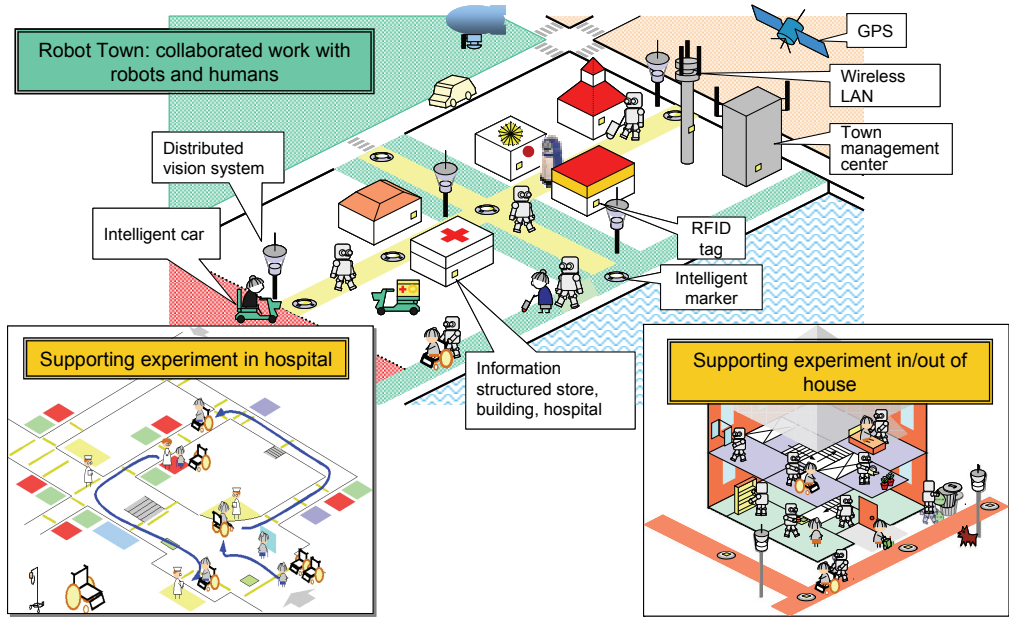 Robot Town: collaborated work with
robots and humans
GPS
Wireless
LAN
Town
management
center
Distributed
vision system
Intelligent car
RFID
tag
Intelligent
marker
Information
structured store,
building, hospital
Supporting experiment in hospital
Supporting experiment in/out of
house